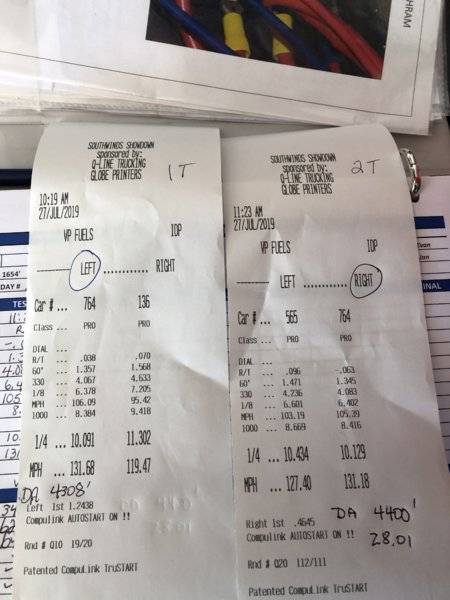 HRAM
SOUTHWINDS SHOWDOWN
sponsored by:
Q-LINE TRUCKING
GLOBE PRINTERS
1T
10:19 AM
27/JUL/2019
VP FUELS IDP
LEFT ............ RIGHT
Car # ... 764 136
Class ... PRO PRO
DIAL ...
R/T ... .038 .070
60' ... 1.357 1.568
330 ... 4.067 4.633
1/8 ... 6.378 7.205
MPH ... 106.09 95.42
1000 ... 8.384 9.418
1/4 ... 10.091 11.302
MPH ... 131.68 119.47
DA 4308'
Left 1st 1.2438
Compulink AUTOSTART ON !!
Rnd # Q10 19/20
Patented CompuLink TruSTART
SOUTHWINDS SHOWDOWN
sponsored by:
Q-LINE TRUCKING
GLOBE PRINTERS
2T
11:23 AM
27/JUL/2019
VP FUELS IDP
LEFT ............ RIGHT
Car # ... 565 764
Class ... PRO PRO
DIAL ...
R/T ... .096 -.063
60' ... 1.471 1.345
330 ... 4.236 4.083
1/8 ... 6.601 6.402
MPH ... 103.19 105.39
1000 ... 8.669 8.416
1/4 ... 10.434 10.129
MPH ... 127.40 131.18
Right 1st .4645
DA 4400'
Compulink AUTOSTART ON !!
28.01
Rnd # Q20 112/111
Patented CompuLink TruSTART
1654'
DAY #
TES
INAL